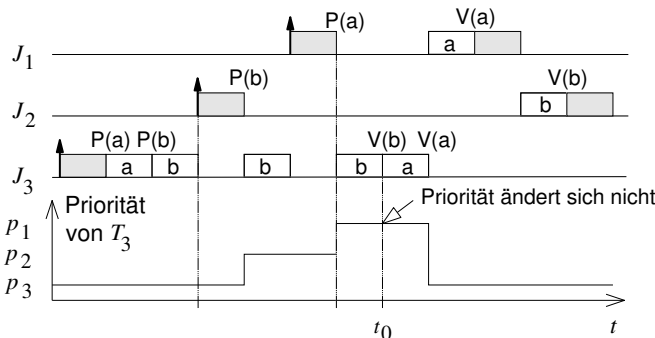 P(a) V(a)
J1 a
P(b) V(b)
J2 b
P(a) P(b) V(b) V(a)
J3 a b b b a
Priorität ändert sich nicht
Priorität
von T3
p1
p2
p3
t0 t